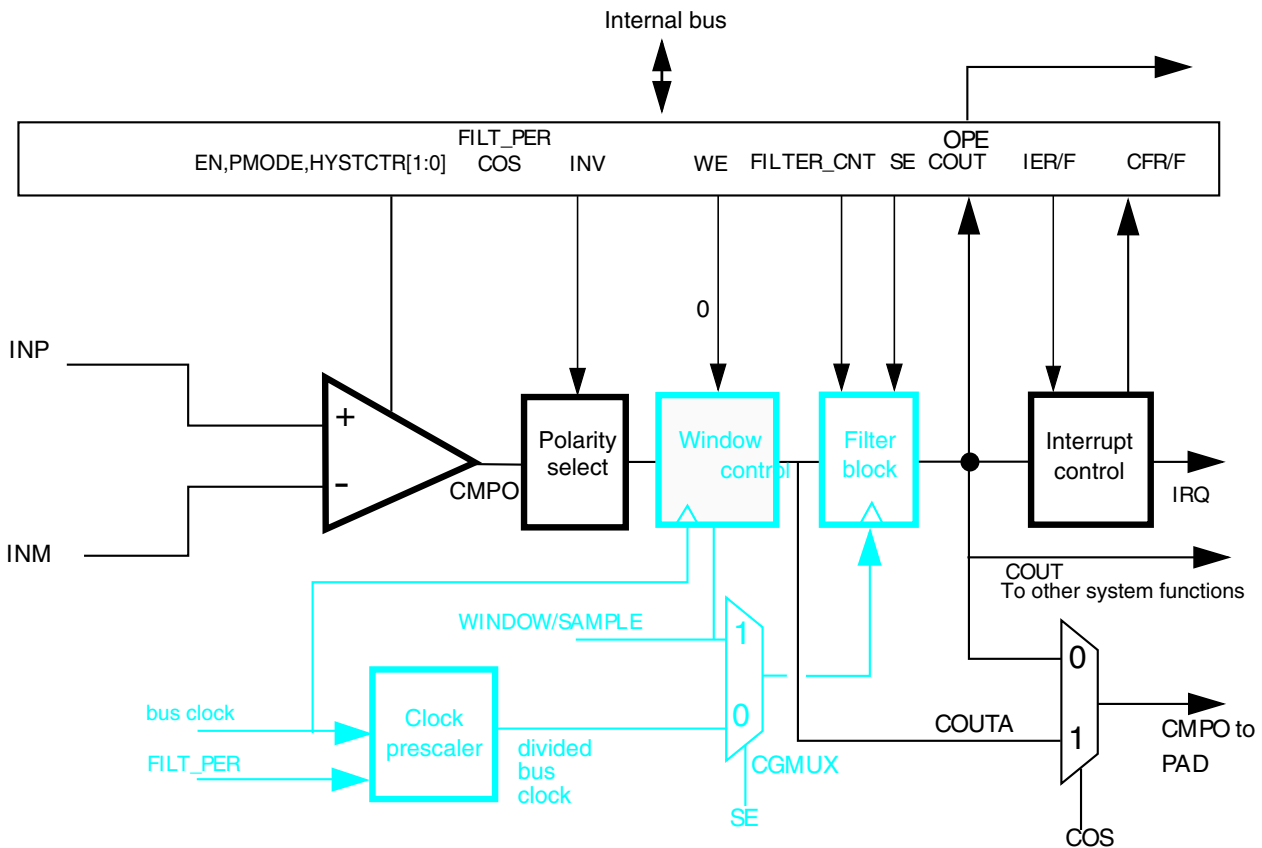 Internal bus
FILT_PER
OPE
EN,PMODE,HYSTCTR[1:0]
COS
INV
WE
FILTER_CNT
SE
COUT
IER/F
CFR/F
0
INP
+
-
INM
CMPO
Polarity
select
Window
control
Filter
block
Interrupt
control
IRQ
COUT
To other system functions
WINDOW/SAMPLE
1
0
CGMUX
SE
bus clock
FILT_PER
Clock
prescaler
divided
bus
clock
COUTA
0
1
CMPO to
PAD
COS